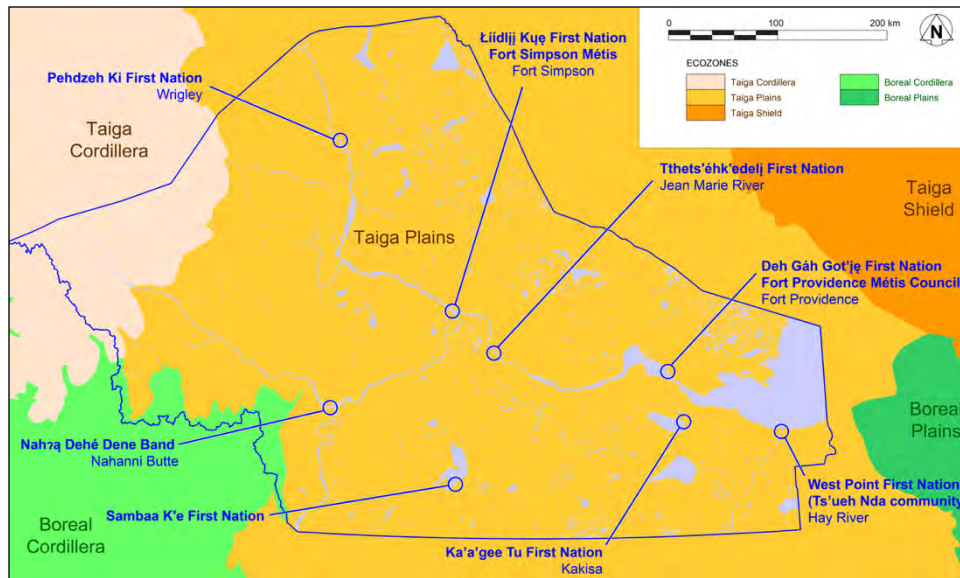 0 100 200 km
N
ECOZONES
Taiga Cordillera
Taiga Plains
Taiga Shield
Boreal Cordillera
Boreal Plains
Łíídlįį Kųę First Nation
Fort Simpson Métis
Fort Simpson
Pehdzeh Ki First Nation
Wrigley
Taiga
Cordillera
Tthets'éhk'edelį First Nation
Jean Marie River
Taiga
Shield
Taiga Plains
Deh Gáh Got'įę First Nation
Fort Providence Métis Council
Fort Providence
Boreal
Plains
Nahɂą Dehé Dene Band
Nahanni Butte
West Point First Nation
(Ts'ueh Nda community
Hay River
Sambaa K'e First Nation
Boreal
Cordillera
Ka'a'gee Tu First Nation
Kakisa